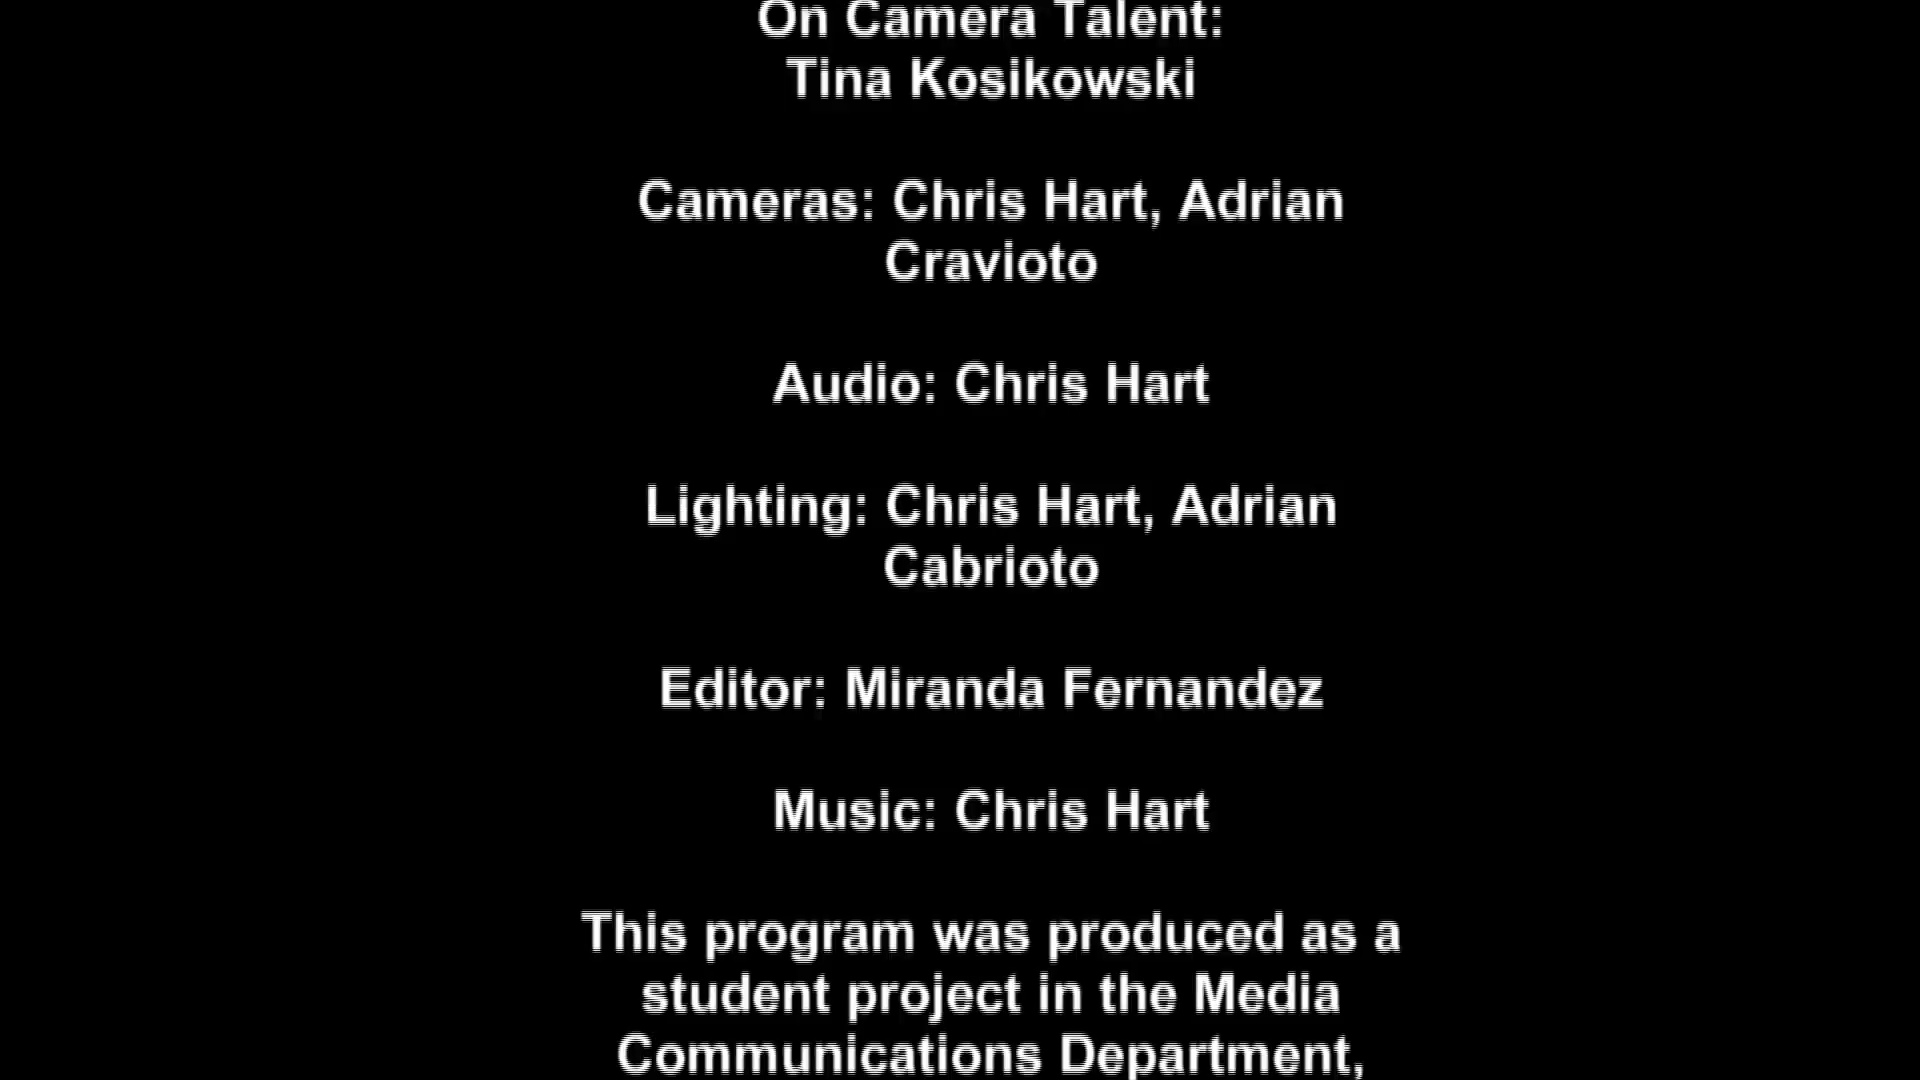 On Camera Talent:
Tina Kosikowski
Cameras: Chris Hart, Adrian
Cravioto
Audio: Chris Hart
Lighting: Chris Hart, Adrian
Cabrioto
Editor: Miranda Fernandez
Music: Chris Hart
This program was produced as a
student project in the Media
Communications Department,